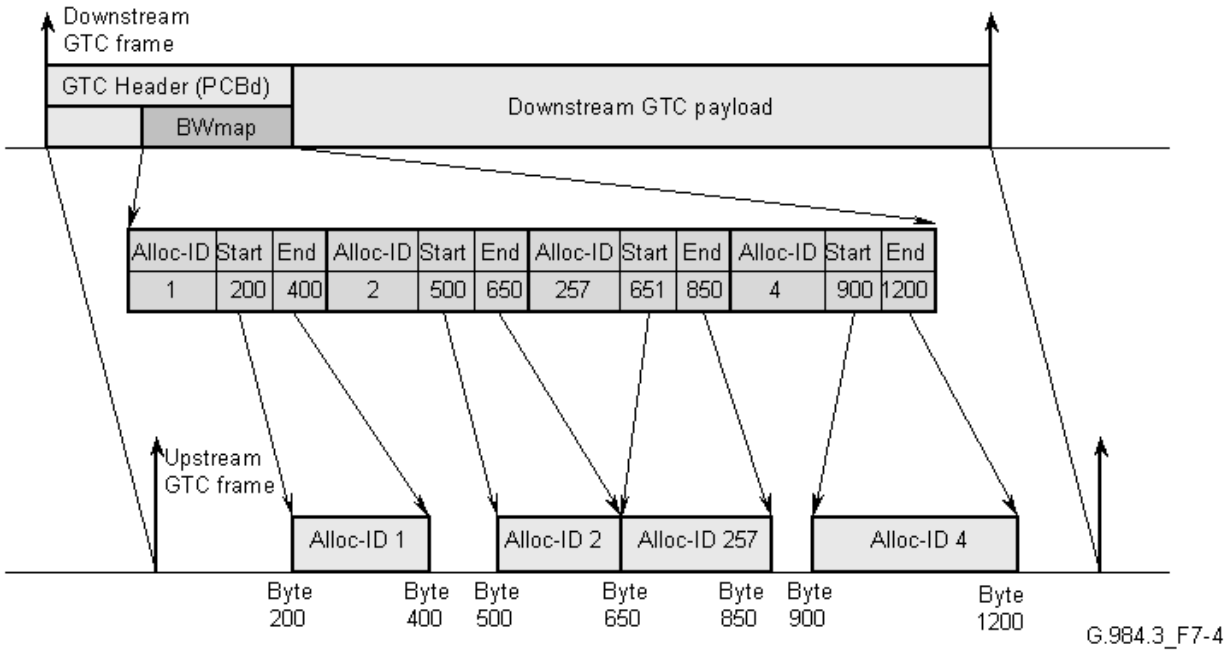 Downstream
GTC frame
GTC Header (PCBd)
BWmap
Downstream GTC payload
Alloc-ID Start End Alloc-ID Start End Alloc-ID Start End Alloc-ID Start End
1 200 400 2 500 650 257 651 850 4 900 1200
Upstream
GTC frame
Alloc-ID 1 Alloc-ID 2 Alloc-ID 257 Alloc-ID 4
Byte Byte Byte Byte Byte Byte Byte
200 400 500 650 850 900 1200
G.984.3_F7-4